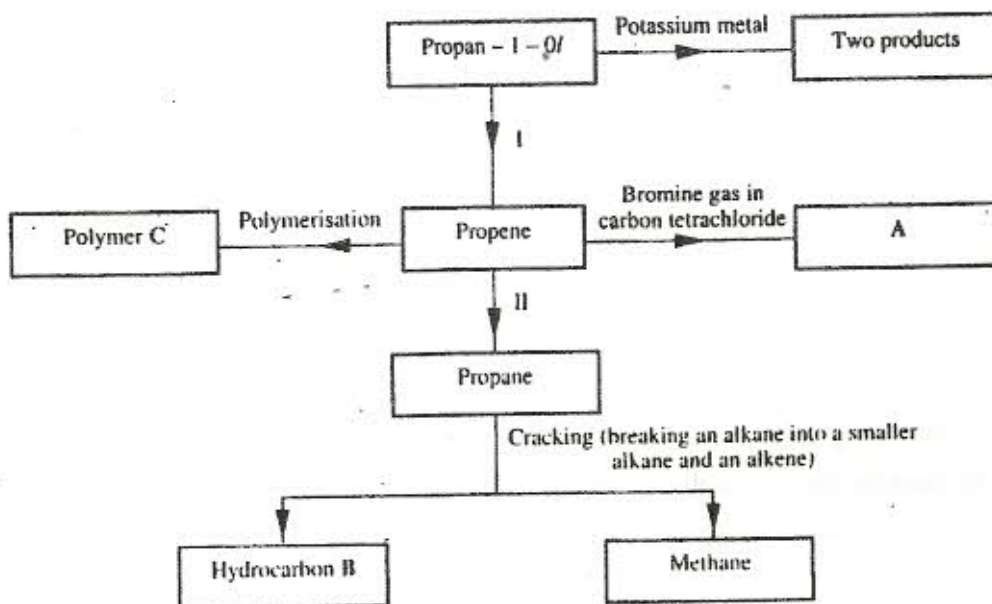 Potassium metal
Propan – 1 – Ol
Two products
I
Bromine gas in
carbon tetrachloride
Polymerisation
Polymer C
Propene
A
II
Propane
Cracking (breaking an alkane into a smaller
alkane and an alkene)
Hydrocarbon B
Methane